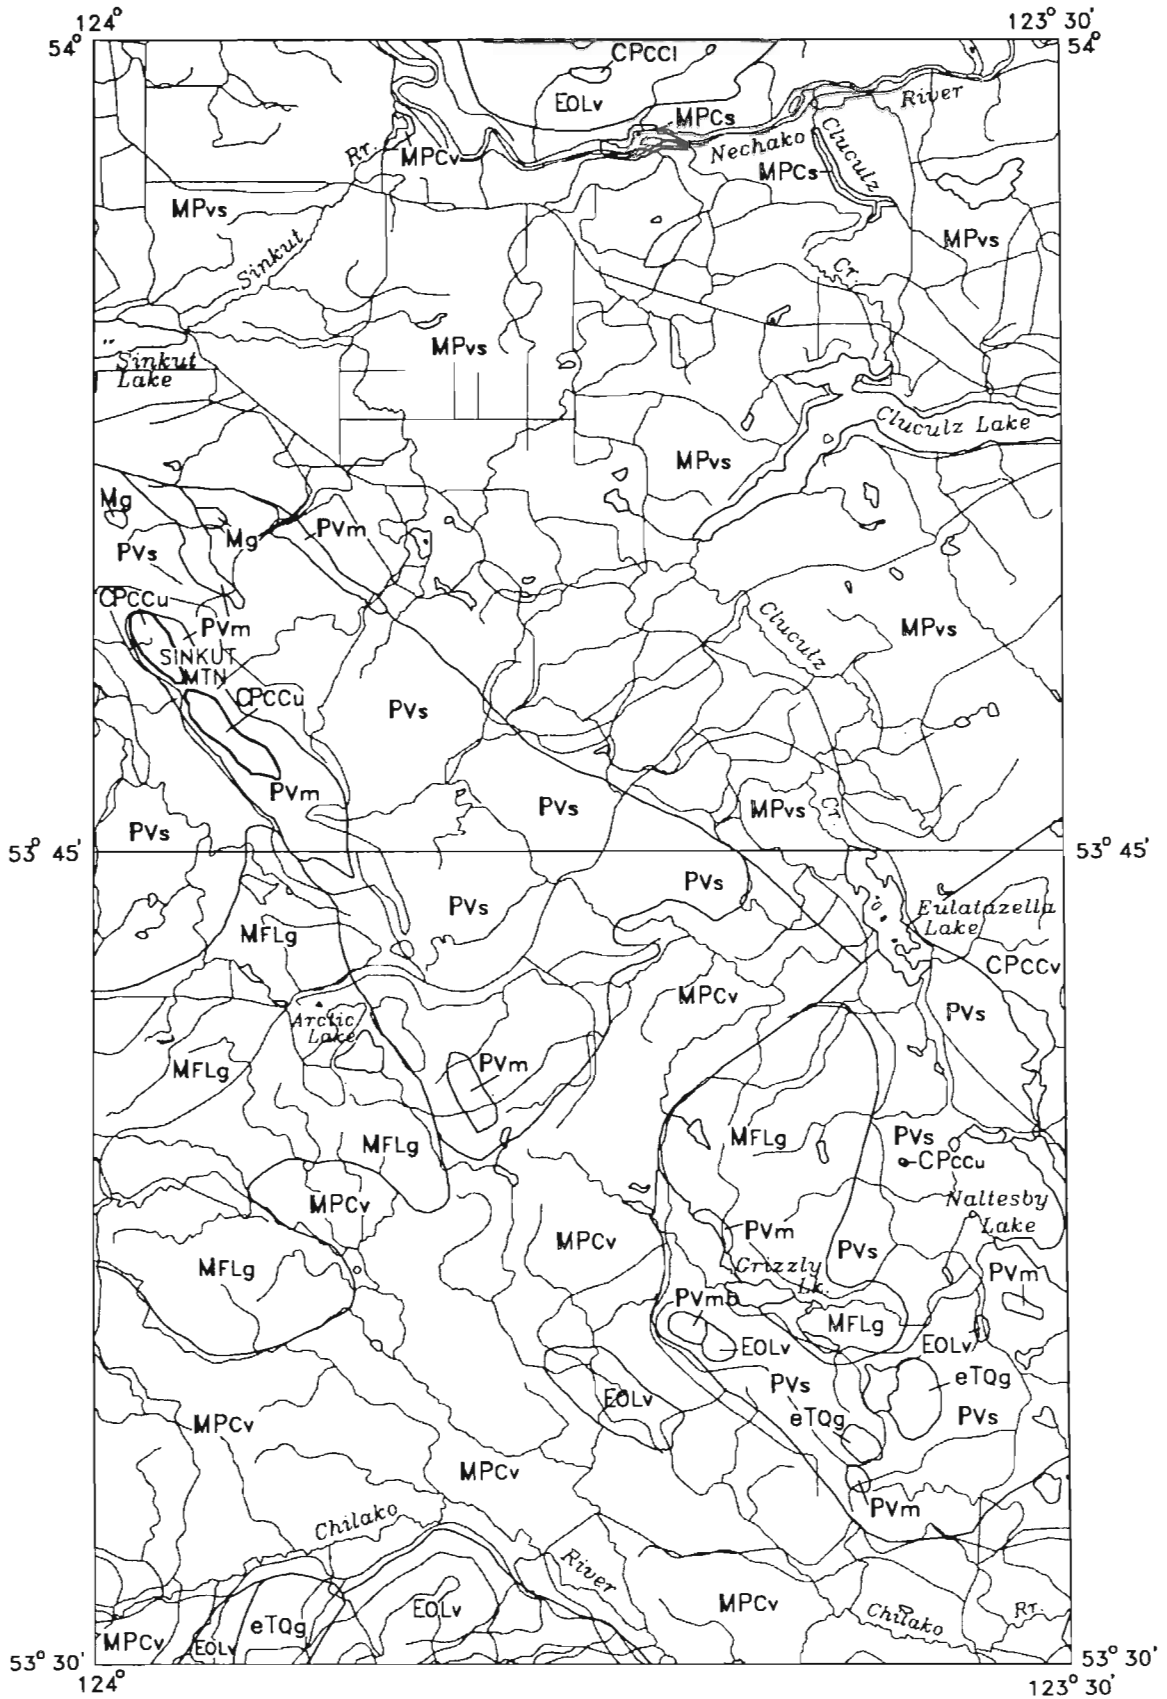 124°
123° 30′
54°
54°
CPCCl
EOLv
River
MPCs
Nechako
Cluculz
Rr.
MPCv
MPCs
MPvs
MPvs
Sinkut
Cr.
MPvs
Sinkut
Lake
Cluculz Lake
MPvs
Mg
Mg
PVm
PVs
CPCCu
PVm
Cluculz
MPvs
SINKUT
MTN
CPCCu
PVs
PVm
PVs
MPvs
Cr.
PVs
53° 45′
53° 45′
PVs
PVs
Eulatazella
Lake
MFLg
CPCCv
MPCv
PVs
Arctic
Lake
MFLg
PVm
MFLg
PVs
MFLg
CPCCu
MPCv
Naltesby
Lake
PVm
MPCv
PVs
MFLg
Grizzly
Lk.
PVm
PVmb
MFLg
EOLv
EOLv
PVs
eTQg
EOLv
eTQg
PVs
MPCv
MPCv
PVm
Chilako
River
EOLv
MPCv
Chilako
Rr.
eTQg
MPCv
EOLv
53° 30′
53° 30′
124°
123° 30′